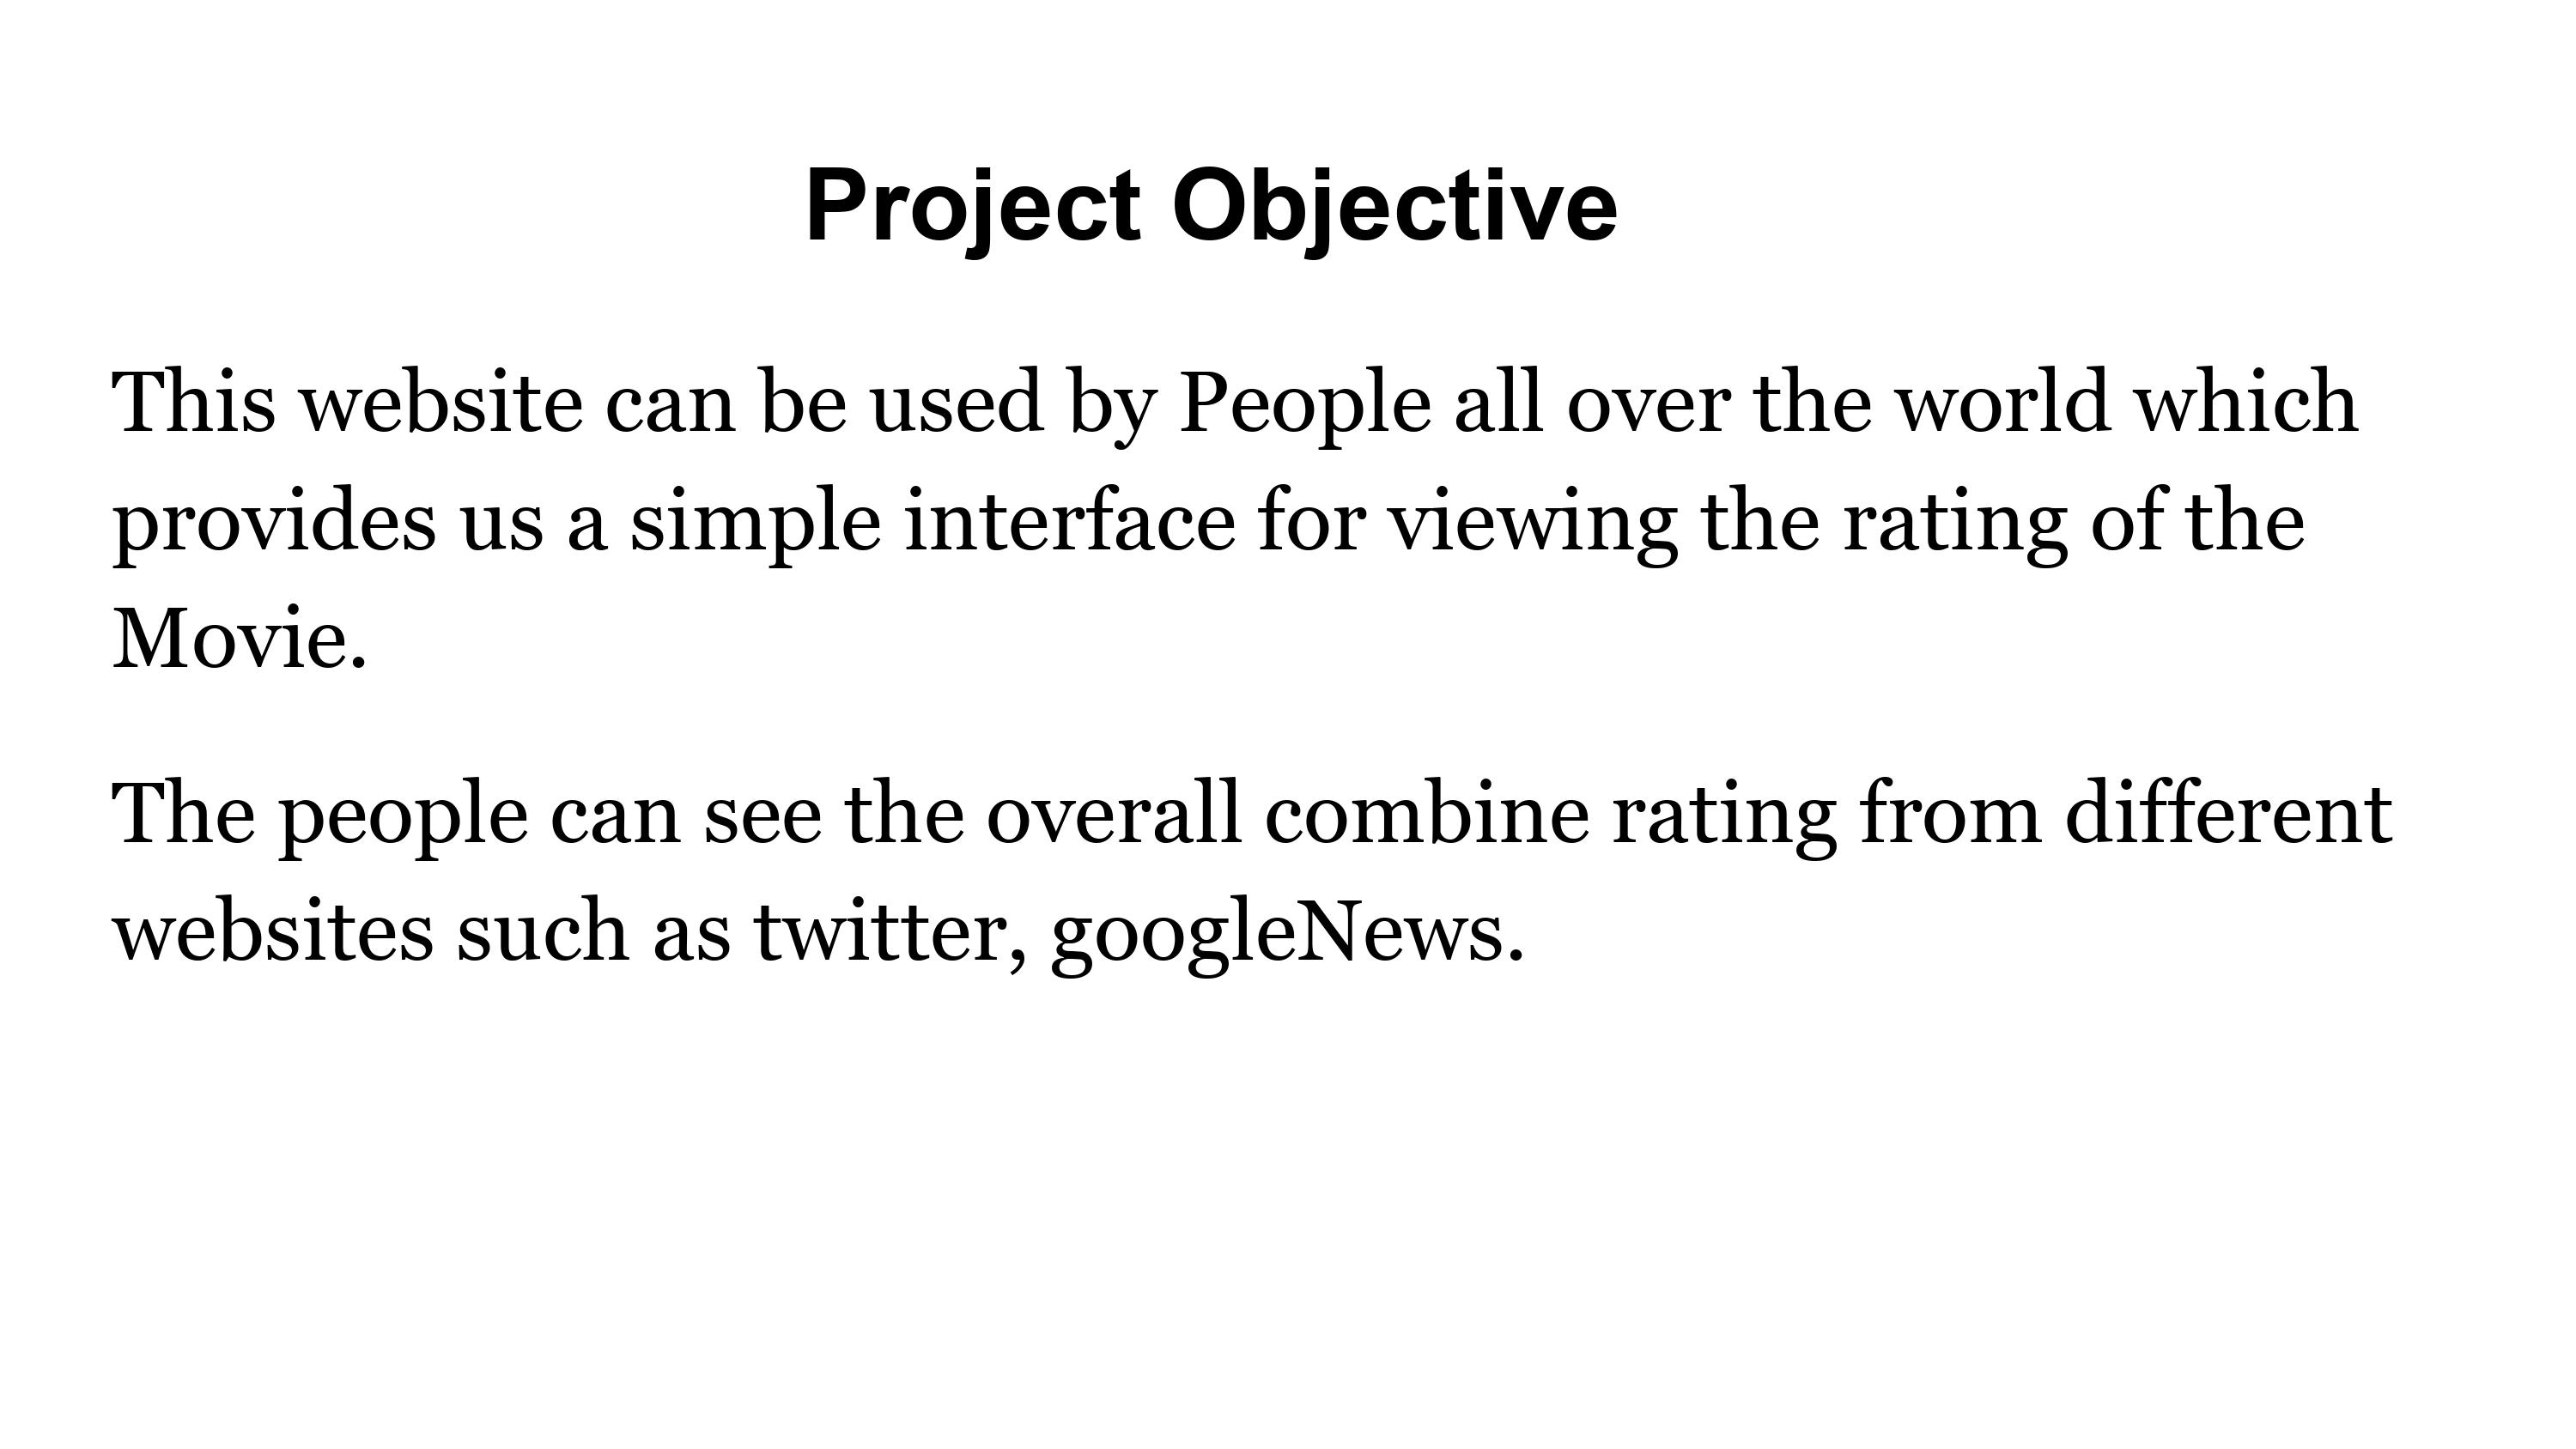 Project Objective
This website can be used by People all over the world which
provides us a simple interface for viewing the rating of the
Movie.
The people can see the overall combine rating from different
websites such as twitter, googleNews.